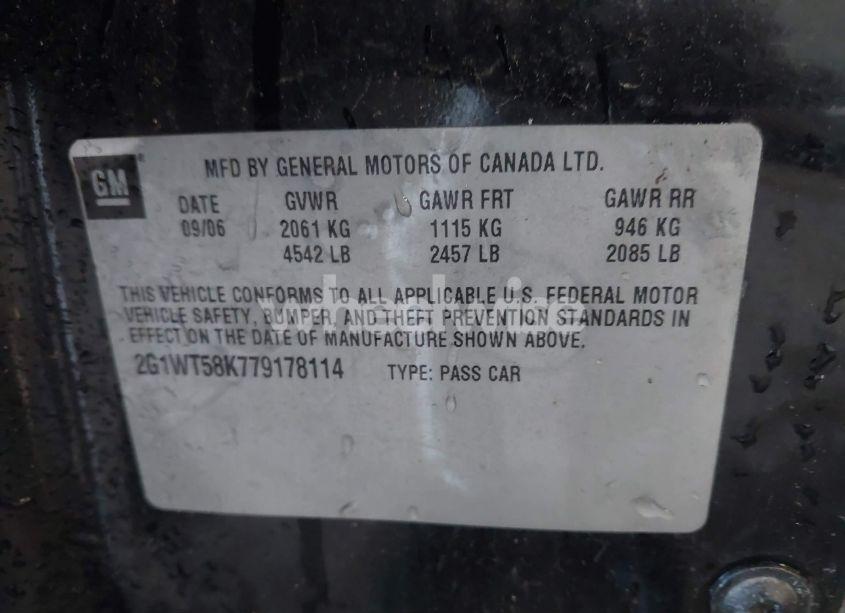 GM
MFD BY GENERAL MOTORS OF CANADA LTD.
DATE GVWR GAWR FRT GAWR RR
09/06 2061 KG 1115 KG 946 KG
4542 LB 2457 LB 2085 LB
THIS VEHICLE CONFORMS TO ALL APPLICABLE U.S. FEDERAL MOTOR
VEHICLE SAFETY, BUMPER, AND THEFT PREVENTION STANDARDS IN
EFFECT ON THE DATE OF MANUFACTURE SHOWN ABOVE.
2G1WT58K779178114 TYPE: PASS CAR